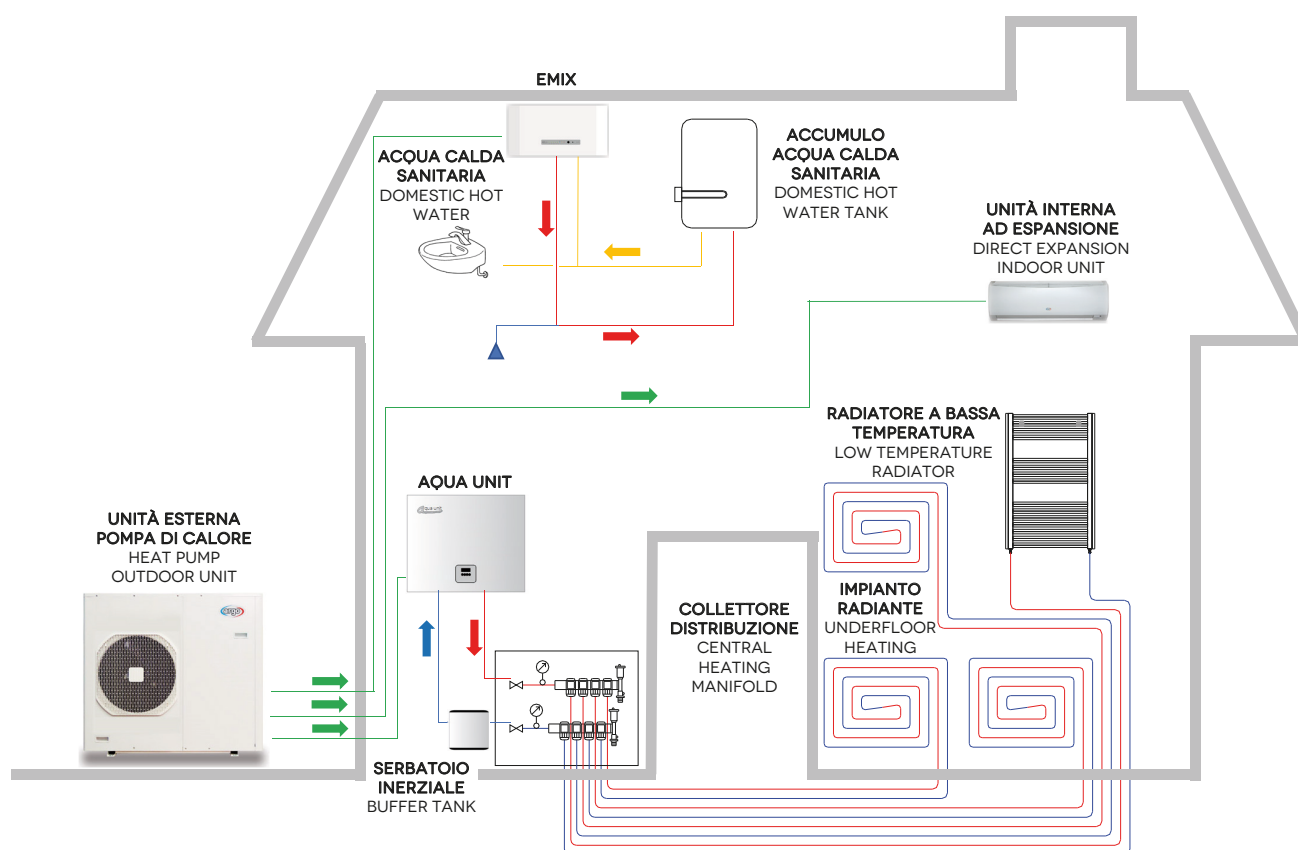 EMIX
ACQUA CALDA
SANITARIA
DOMESTIC HOT
WATER
ACCUMULO
ACQUA CALDA
SANITARIA
DOMESTIC HOT
WATER TANK
UNITÀ INTERNA
AD ESPANSIONE
DIRECT EXPANSION
INDOOR UNIT
RADIATORE A BASSA
TEMPERATURA
LOW TEMPERATURE
RADIATOR
AQUA UNIT
UNITÀ ESTERNA
POMPA DI CALORE
HEAT PUMP
OUTDOOR UNIT
argo
COLLETTORE
DISTRIBUZIONE
CENTRAL
HEATING
MANIFOLD
IMPIANTO
RADIANTE
UNDERFLOOR
HEATING
SERBATOIO
INERZIALE
BUFFER TANK